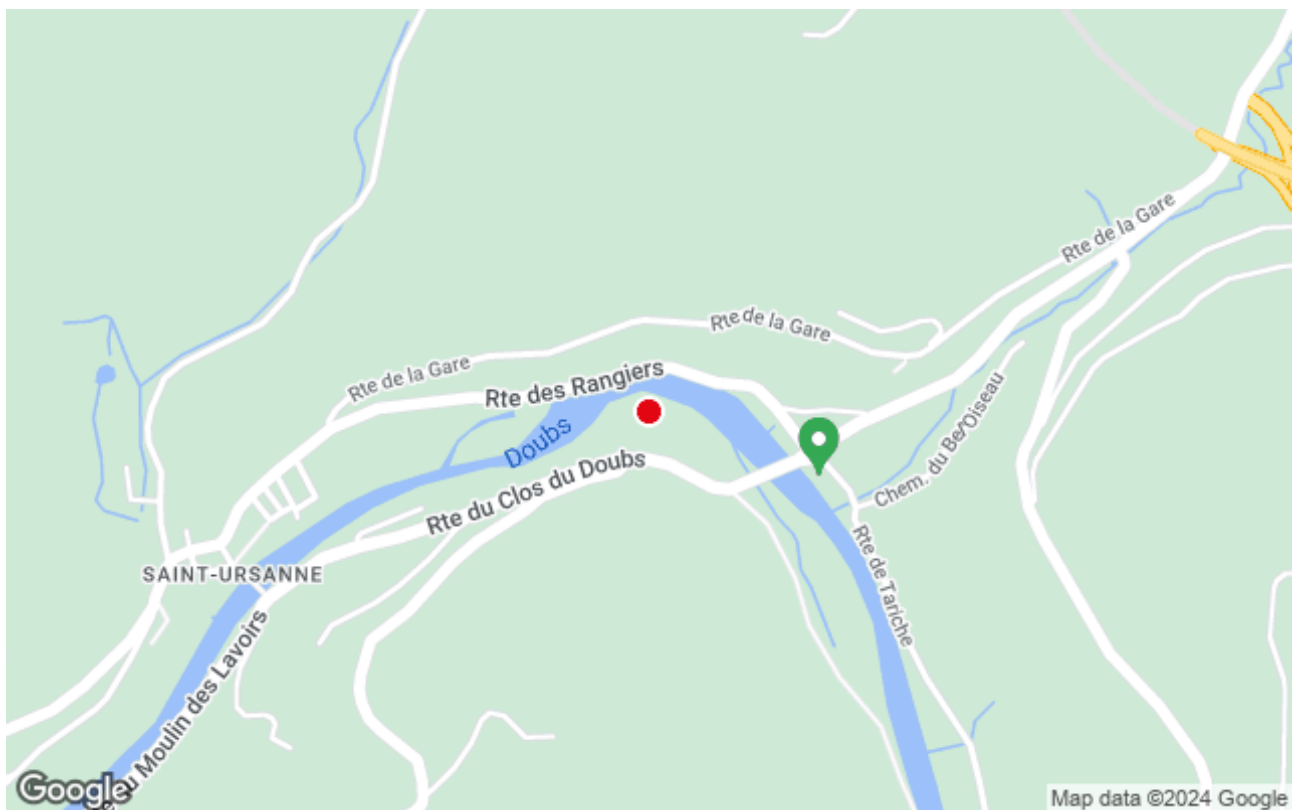 Rte de la Gare
Rte de la Gare
Rte de la Gare
Rte des Rangiers
Doubs
Rte du Clos du Doubs
Chem. du Bel Oiseau
Rte de Tariche
SAINT-URSANNE
u Moulin des Lavoirs
Google
Map data ©2024 Google